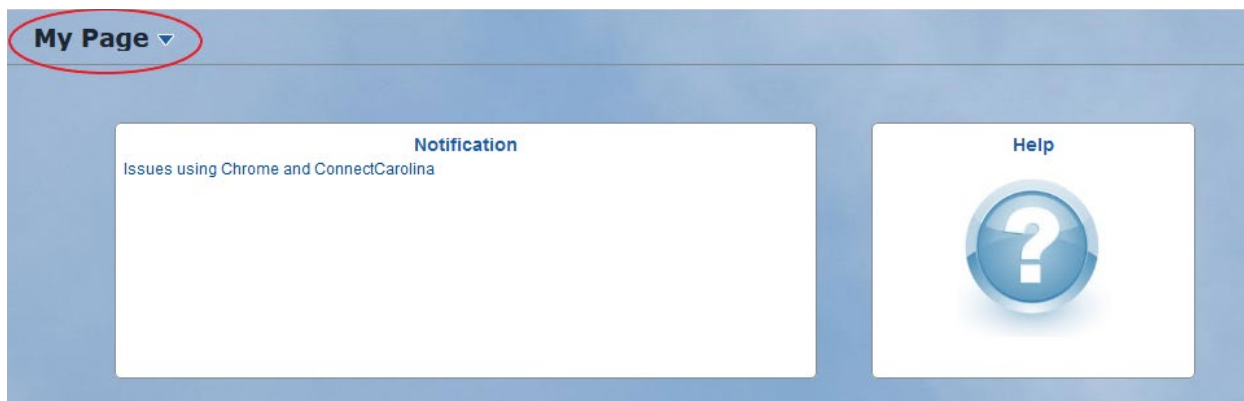 My Page
Notification
Issues using Chrome and ConnectCarolina
Help
?